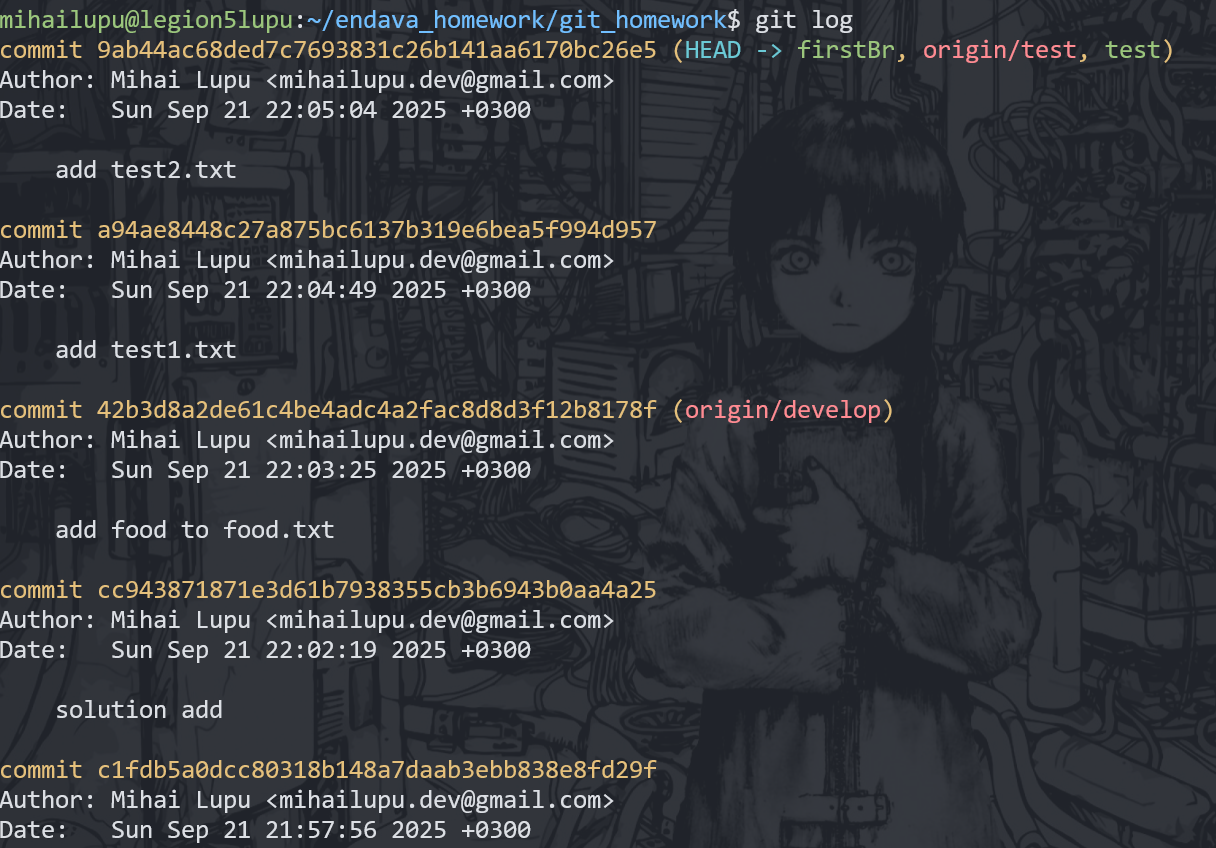 mihailupu@legion5lupu:~/endava_homework/git_homework$ git log
commit 9ab44ac68ded7c7693831c26b141aa6170bc26e5 (HEAD -> firstBr, origin/test, test)
Author: Mihai Lupu <mihailupu.dev@gmail.com>
Date:   Sun Sep 21 22:05:04 2025 +0300
    add test2.txt
commit a94ae8448c27a875bc6137b319e6bea5f994d957
Author: Mihai Lupu <mihailupu.dev@gmail.com>
Date:   Sun Sep 21 22:04:49 2025 +0300
    add test1.txt
commit 42b3d8a2de61c4be4adc4a2fac8d8d3f12b8178f (origin/develop)
Author: Mihai Lupu <mihailupu.dev@gmail.com>
Date:   Sun Sep 21 22:03:25 2025 +0300
    add food to food.txt
commit cc943871871e3d61b7938355cb3b6943b0aa4a25
Author: Mihai Lupu <mihailupu.dev@gmail.com>
Date:   Sun Sep 21 22:02:19 2025 +0300
    solution add
commit c1fdb5a0dcc80318b148a7daab3ebb838e8fd29f
Author: Mihai Lupu <mihailupu.dev@gmail.com>
Date:   Sun Sep 21 21:57:56 2025 +0300